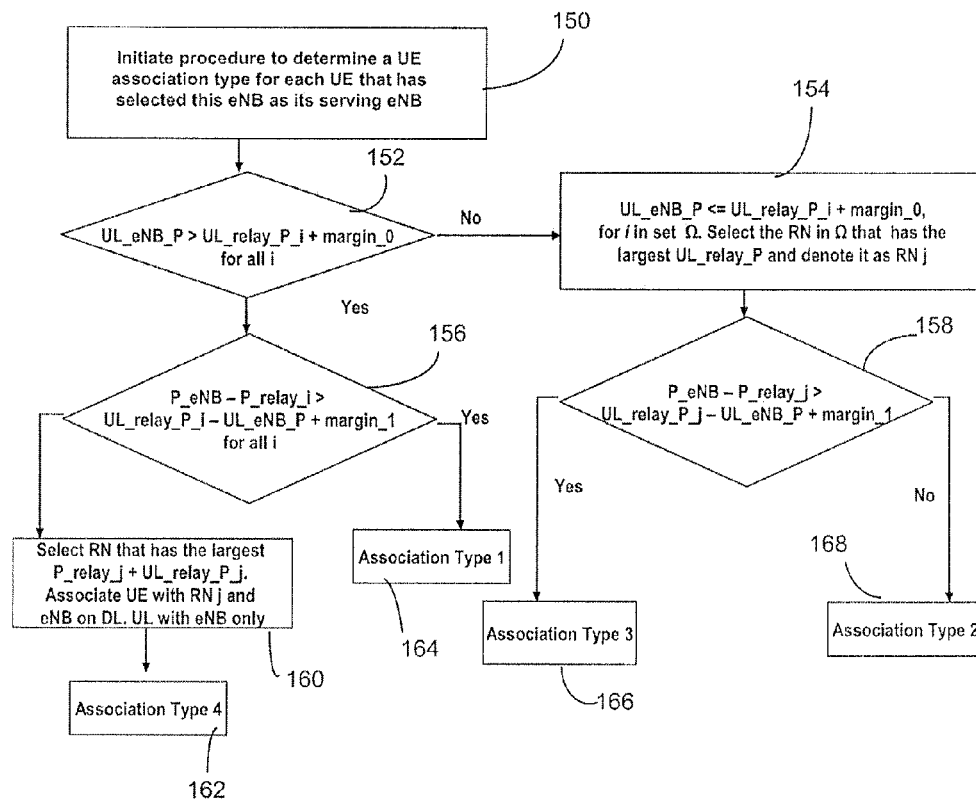 150
Initiate procedure to determine a UE
association type for each UE that has
selected this eNB as its serving eNB
154
152
UL_eNB_P > UL_relay_P_i + margin_0
for all i
No
UL_eNB_P <= UL_relay_P_i + margin_0,
for i in set Ω. Select the RN in Ω that has the
largest UL_relay_P and denote it as RN j
Yes
156
158
P_eNB – P_relay_i >
UL_relay_P_i – UL_eNB_P + margin_1
for all i
Yes
P_eNB – P_relay_j >
UL_relay_P_j – UL_eNB_P + margin_1
Yes
No
Select RN that has the largest
P_relay_j + UL_relay_P_j.
Associate UE with RN j and
eNB on DL. UL with eNB only
160
Association Type 1
164
168
Association Type 3
166
Association Type 2
Association Type 4
162